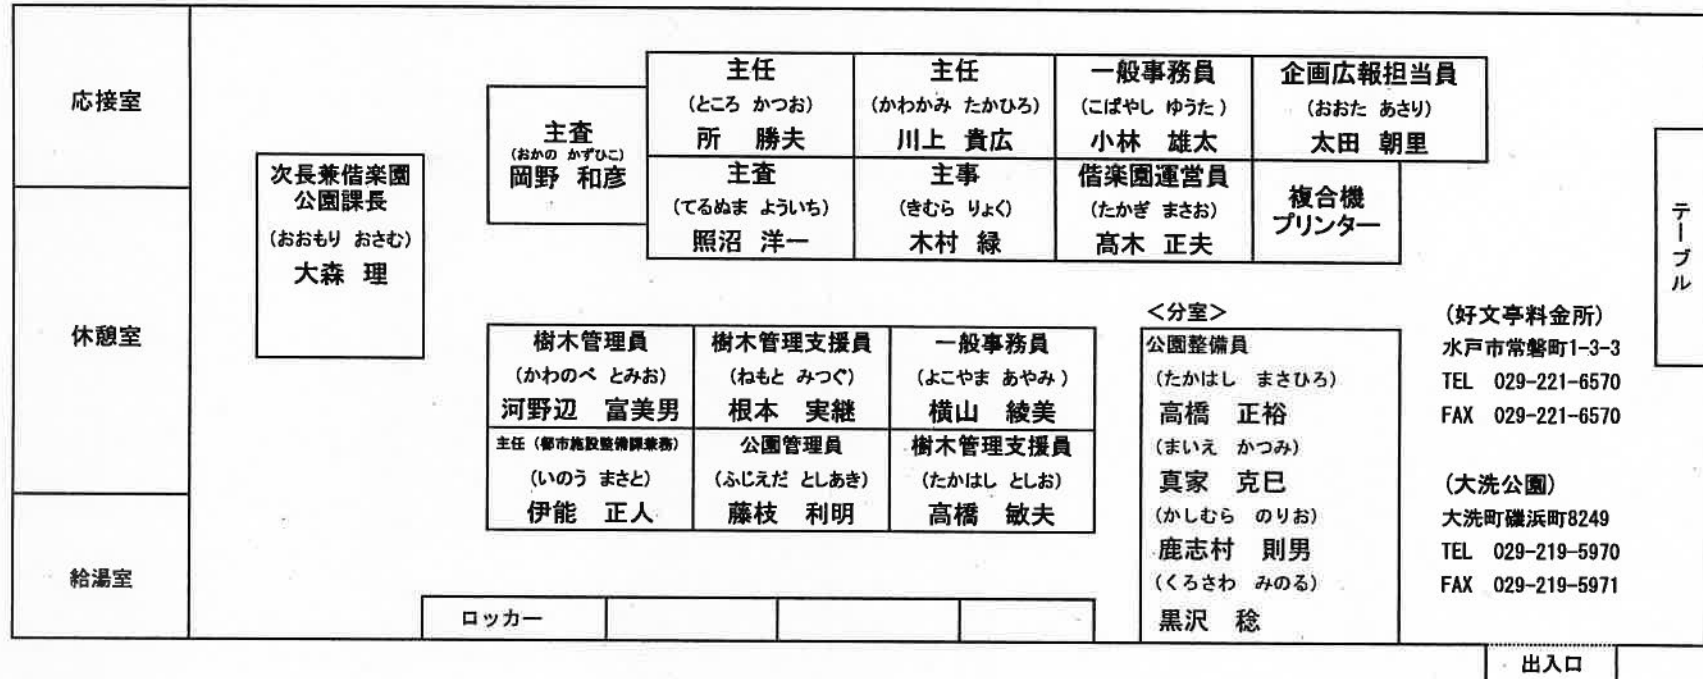 応接室
休憩室
給湯室
次長兼偕楽園
公園課長
(おおもり おさむ)
大森 理
主査
(おかの かずひこ)
岡野 和彦
主任
(ところ かつお)
所 勝夫
主任
(かわかみ たかひろ)
川上 貴広
一般事務員
(こばやし ゆうた)
小林 雄太
企画広報担当員
(おおた あさり)
太田 朝里
主査
(てるぬま よういち)
照沼 洋一
主事
(きむら りょく)
木村 緑
偕楽園運営員
(たかぎ まさお)
髙木 正夫
複合機
プリンター
テーブル
樹木管理員
(かわのべ とみお)
河野辺 富美男
樹木管理支援員
(ねもと みつぐ)
根本 実継
一般事務員
(よこやま あやみ)
横山 綾美
主任(都市施設整備課兼務)
(いのう まさと)
伊能 正人
公園管理員
(ふじえだ としあき)
藤枝 利明
樹木管理支援員
(たかはし としお)
髙橋 敏夫
ロッカー
<分室>
公園整備員
(たかはし まさひろ)
高橋 正裕
(まいえ かつみ)
真家 克巳
(かしむら のりお)
鹿志村 則男
(くろさわ みのる)
黒沢 稔
(好文亭料金所)
水戸市常磐町1-3-3
TEL 029-221-6570
FAX 029-221-6570
(大洗公園)
大洗町磯浜町8249
TEL 029-219-5970
FAX 029-219-5971
出入口